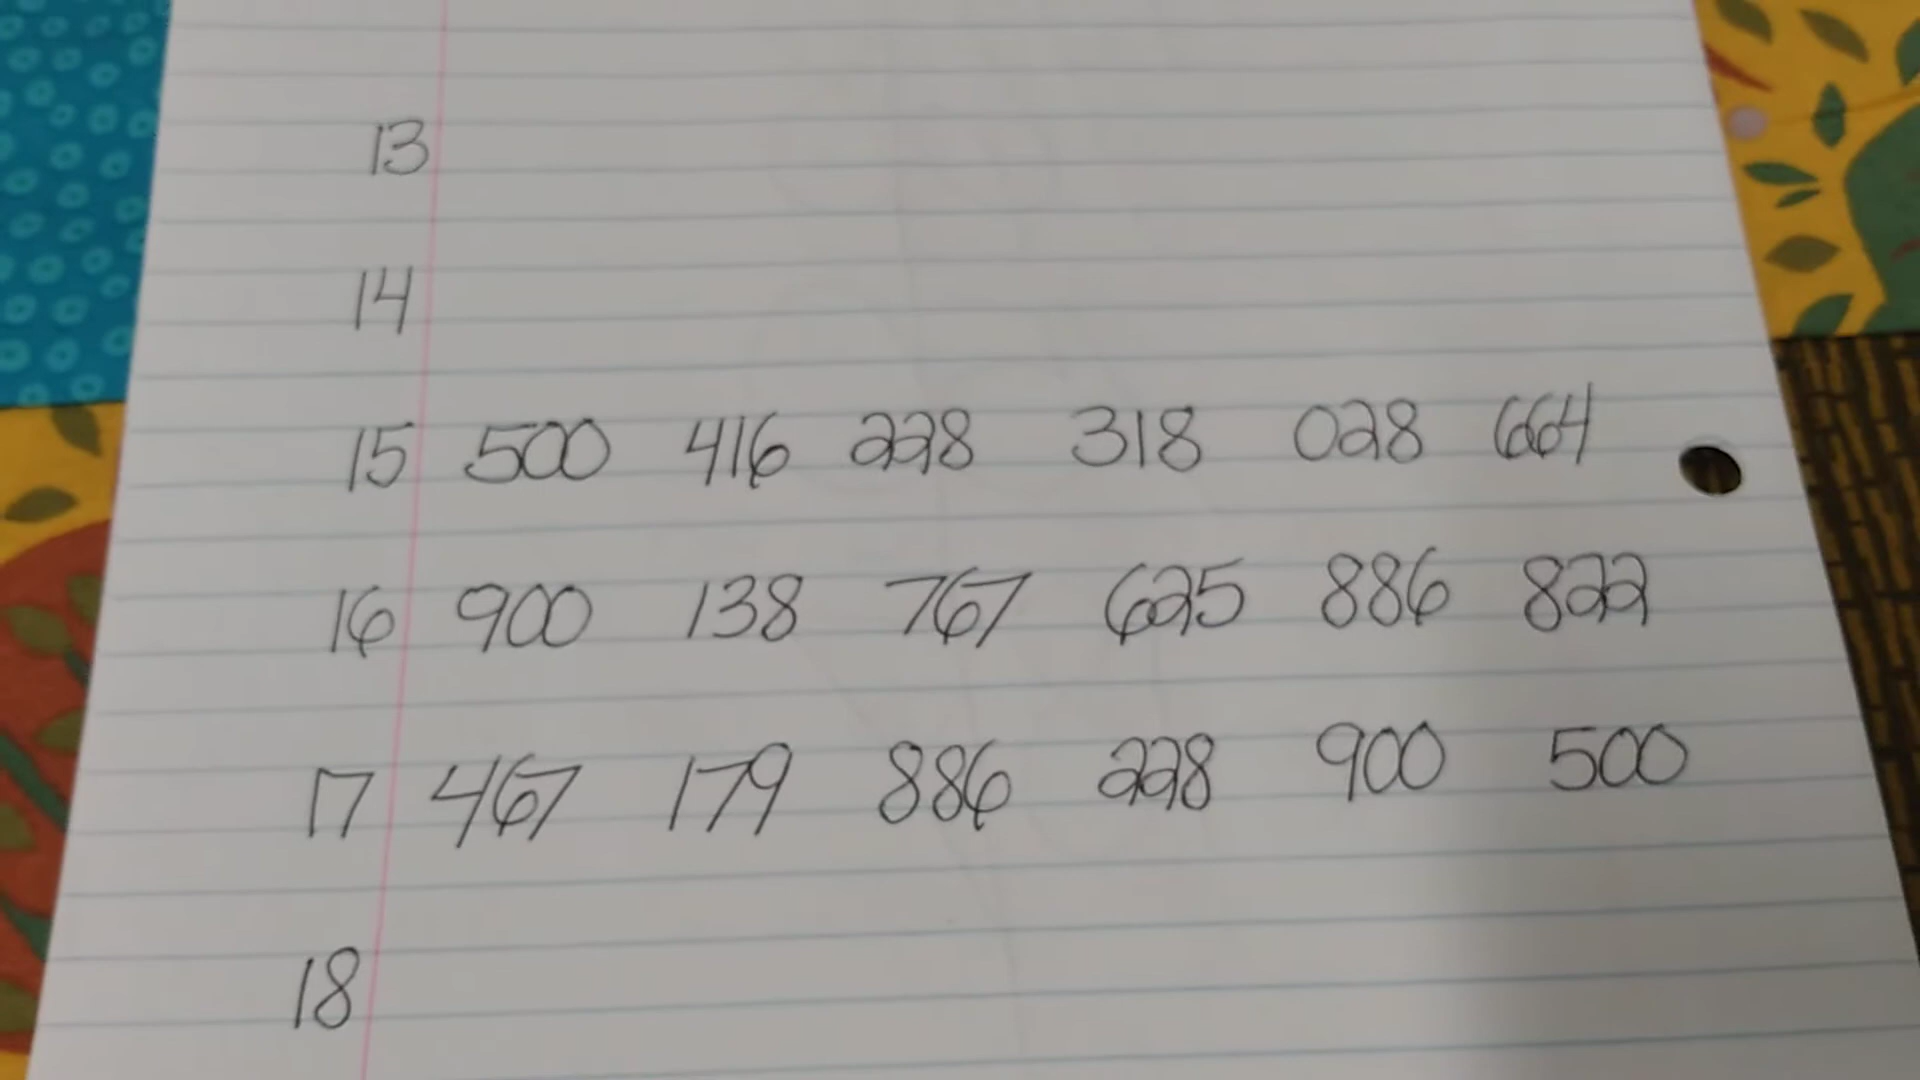 13
14
15 500 416 228 318 028 664
16 900 138 767 625 886 822
17 467 179 886 228 900 500
18